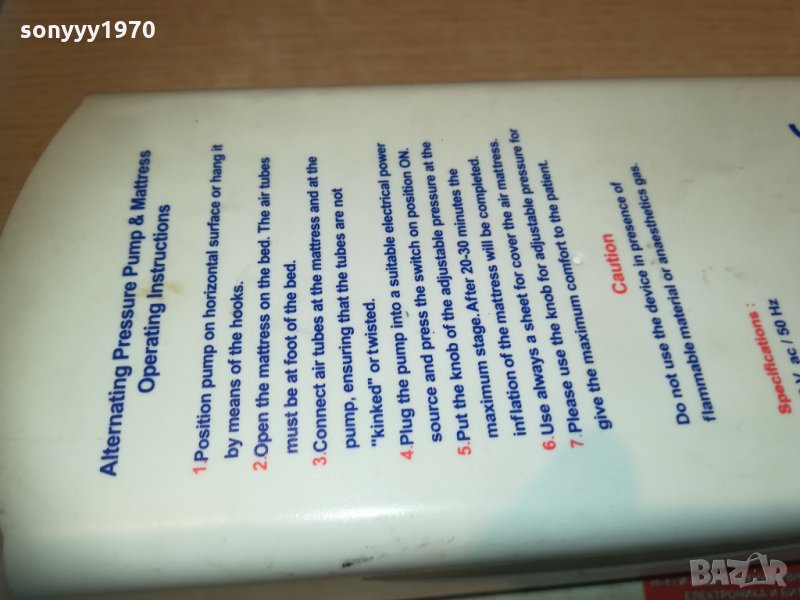 sonyyy1970
Alternating Pressure Pump & Mattress
Operating Instructions
1.Position pump on horizontal surface or hang it
by means of the hooks.
2.Open the mattress on the bed. The air tubes
must be at foot of the bed.
3.Connect air tubes at the mattress and at the
pump, ensuring that the tubes are not
"kinked" or twisted.
4.Plug the pump into a suitable electrical power
source and press the switch on position ON.
5.Put the knob of the adjustable pressure at the
maximum stage. After 20-30 minutes the
inflation of the mattress will be completed.
6.Use always a sheet for cover the air mattress.
7.Please use the knob for adjustable pressure for
give the maximum comfort to the patient.
Caution
Do not use the device in presence of
flammable material or anaesthetics gas.
Specifications :
V ac / 50 Hz
BAZAR
ЕЛЕКТРОНИКА И БИТ